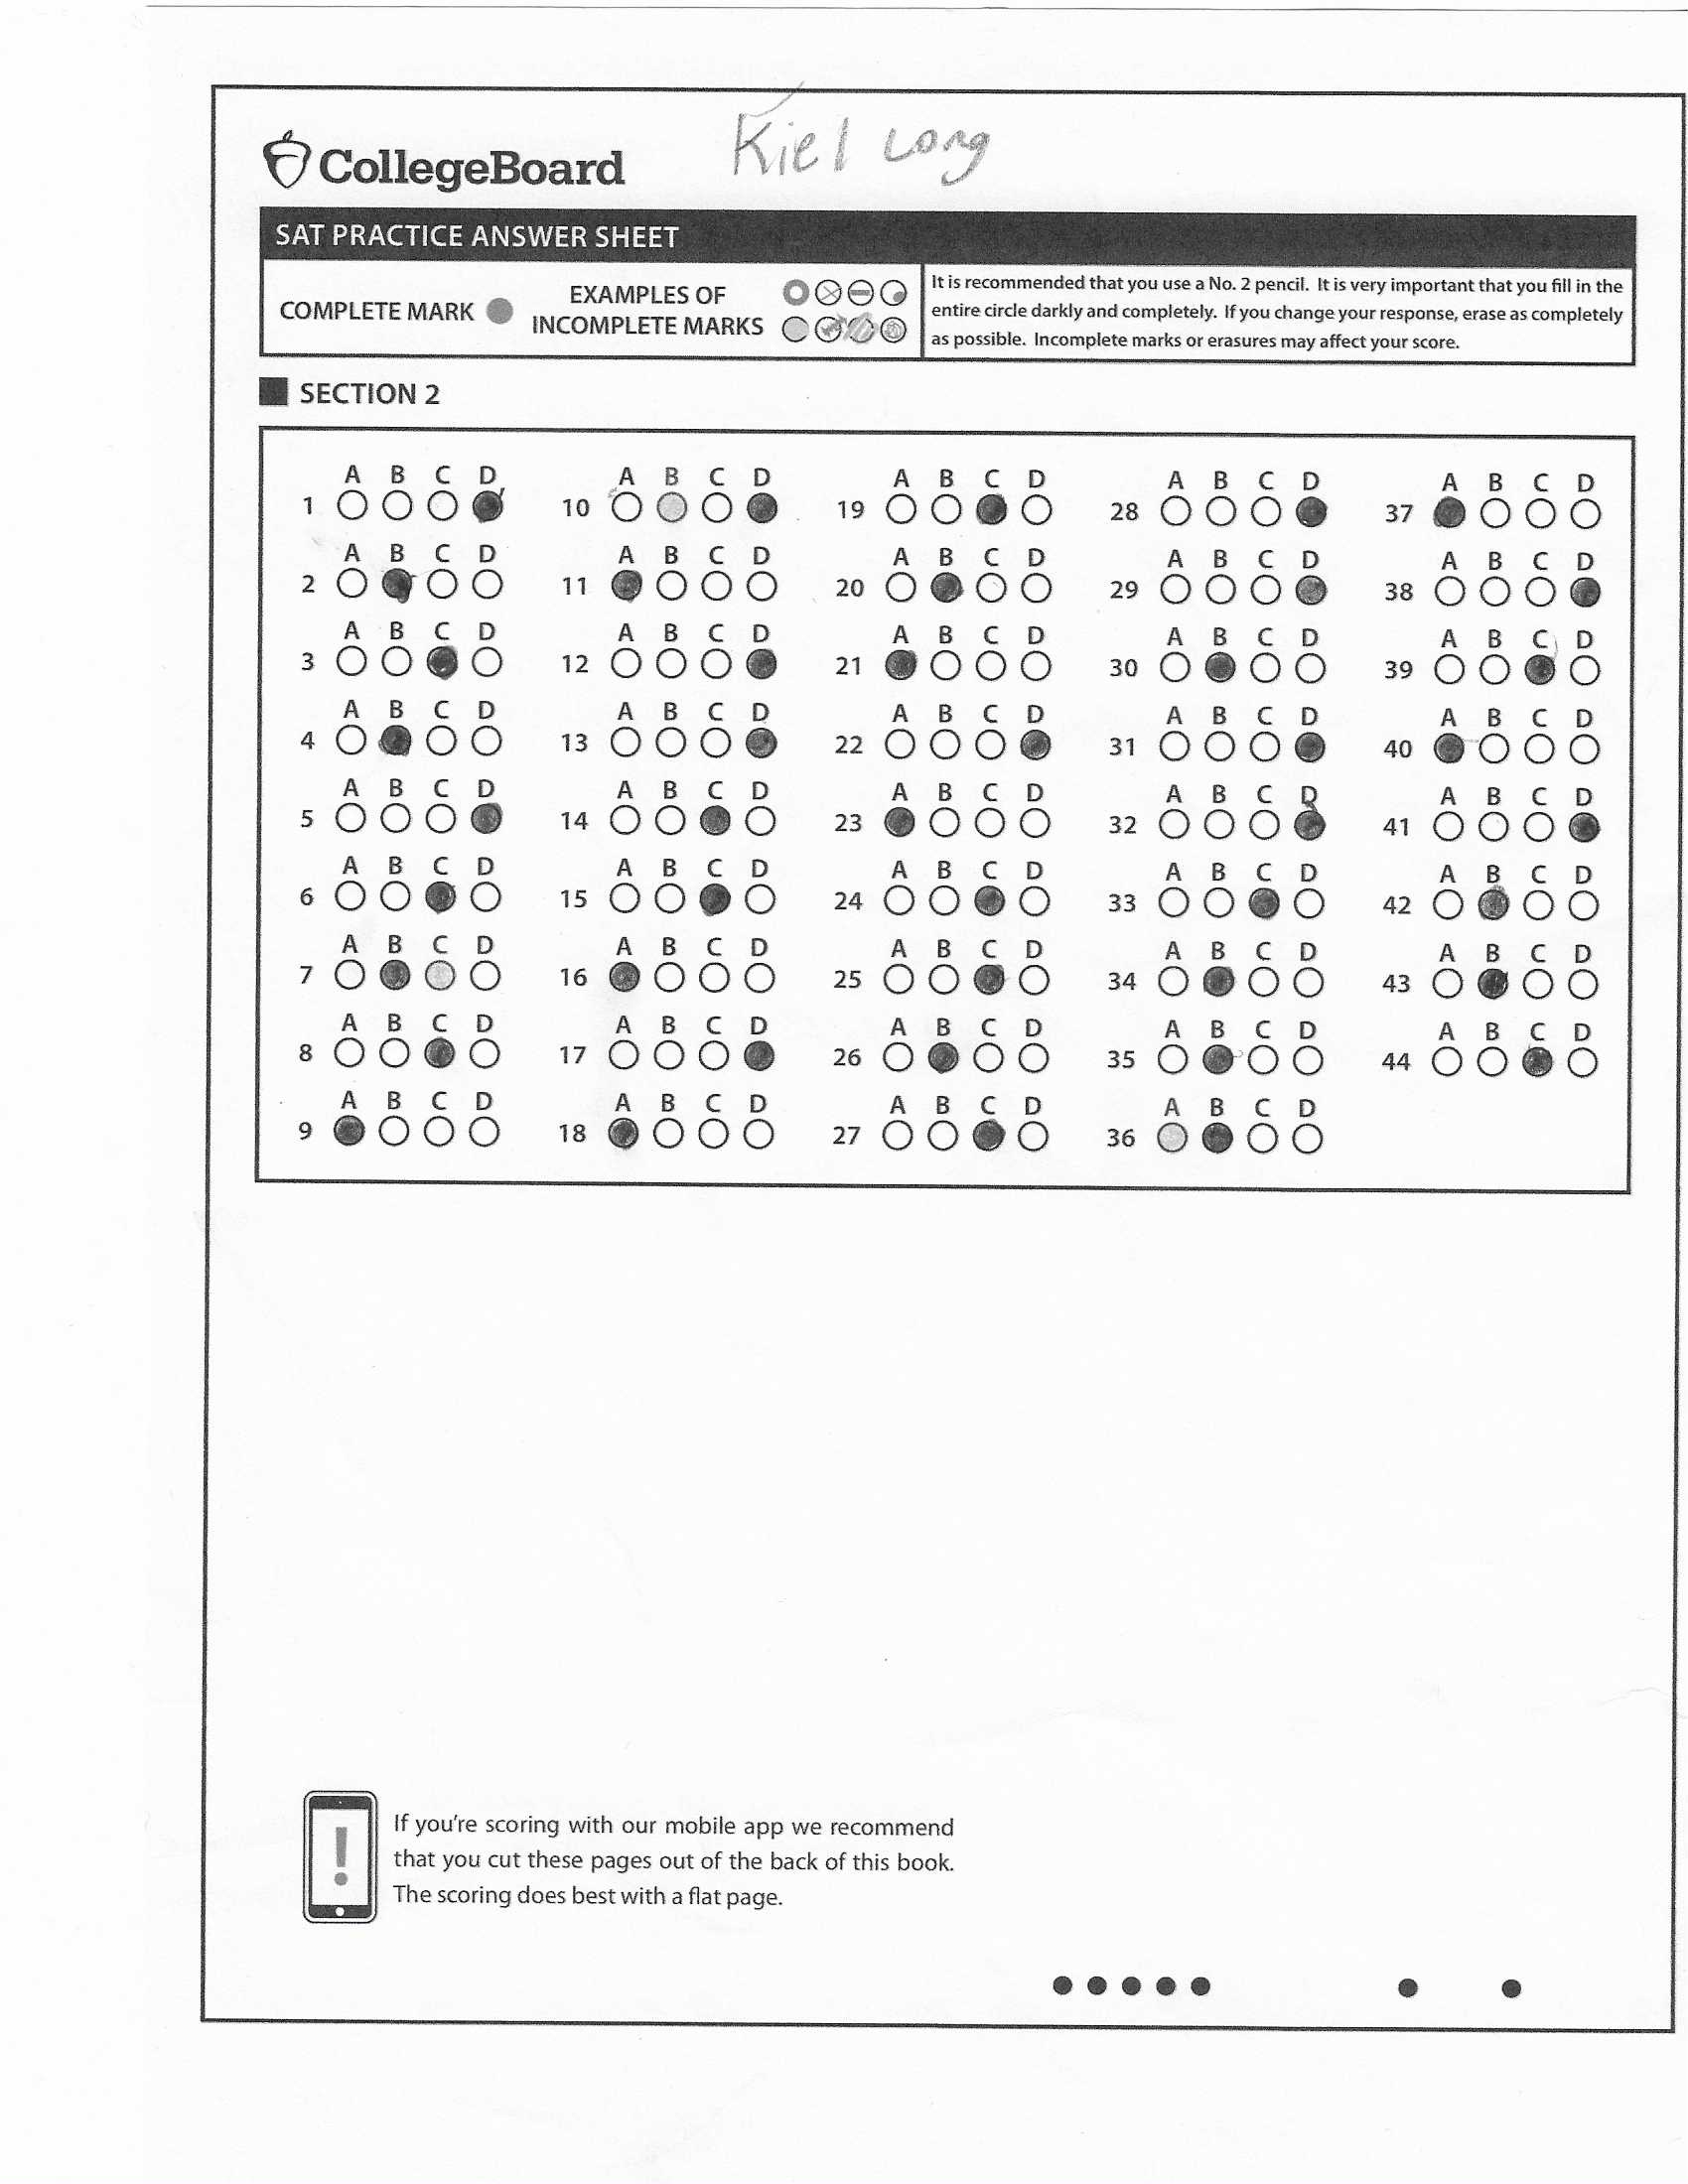 Kiel Long
CollegeBoard
SAT PRACTICE ANSWER SHEET
COMPLETE MARK
EXAMPLES OF
INCOMPLETE MARKS
It is recommended that you use a No. 2 pencil. It is very important that you fill in the
entire circle darkly and completely. If you change your response, erase as completely
as possible. Incomplete marks or erasures may affect your score.
SECTION 2
A B C D
1
A B C D
2
A B C D
3
A B C D
4
A B C D
5
A B C D
6
A B C D
7
A B C D
8
A B C D
9
A B C D
10
A B C D
11
A B C D
12
A B C D
13
A B C D
14
A B C D
15
A B C D
16
A B C D
17
A B C D
18
A B C D
19
A B C D
20
A B C D
21
A B C D
22
A B C D
23
A B C D
24
A B C D
25
A B C D
26
A B C D
27
A B C D
28
A B C D
29
A B C D
30
A B C D
31
A B C D
32
A B C D
33
A B C D
34
A B C D
35
A B C D
36
A B C D
37
A B C D
38
A B C D
39
A B C D
40
A B C D
41
A B C D
42
A B C D
43
A B C D
44
If you're scoring with our mobile app we recommend
that you cut these pages out of the back of this book.
The scoring does best with a flat page.